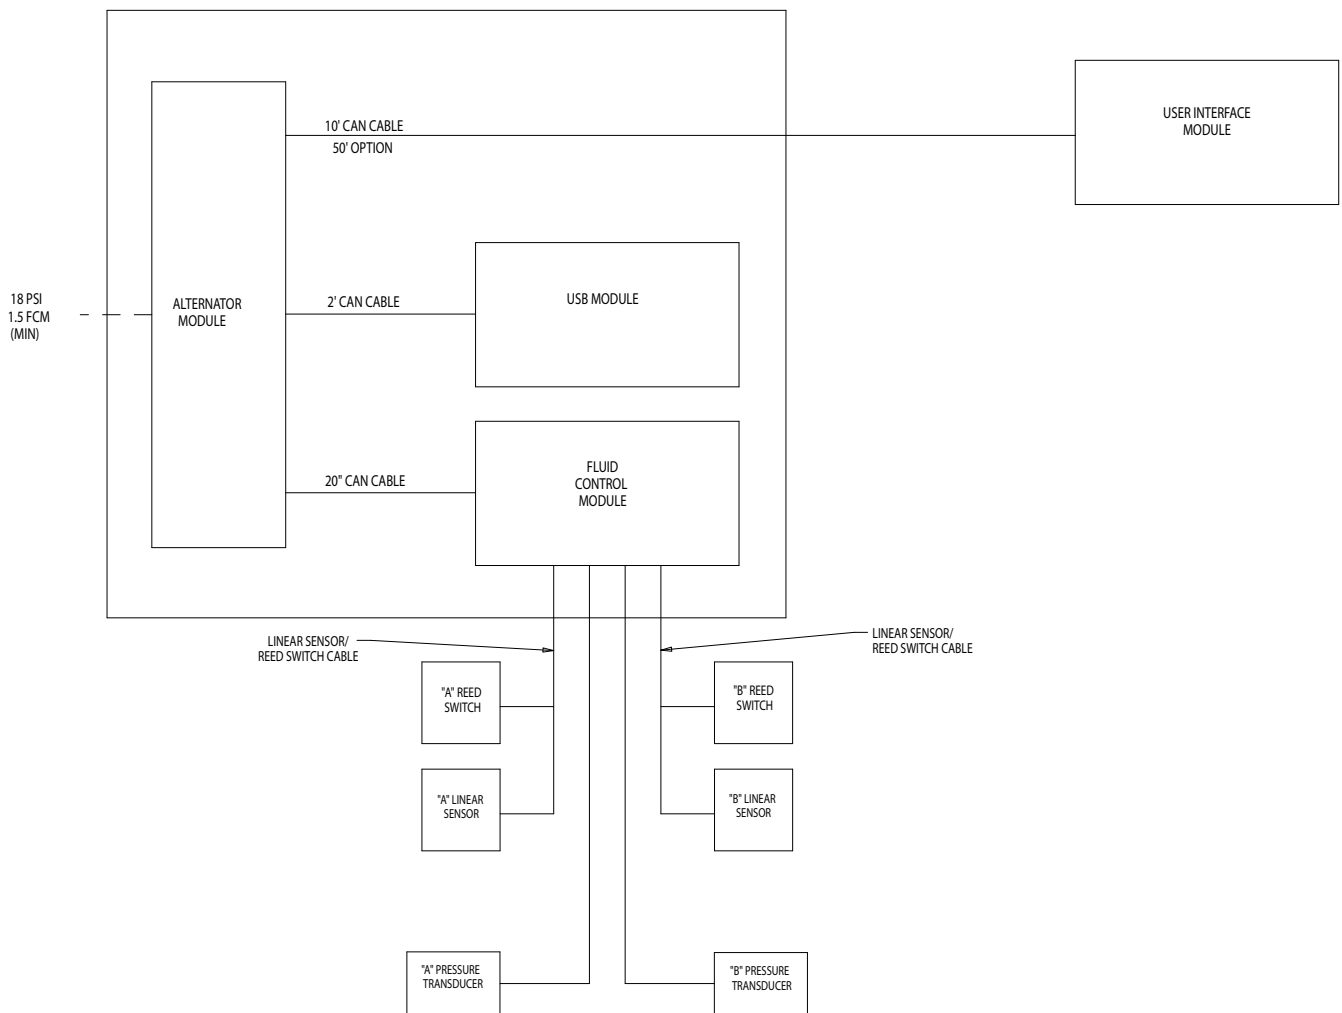 10' CAN CABLE
50' OPTION
USER INTERFACE
MODULE
18 PSI
1.5 FCM
(MIN)
ALTERNATOR
MODULE
2' CAN CABLE
USB MODULE
20" CAN CABLE
FLUID
CONTROL
MODULE
LINEAR SENSOR/
REED SWITCH CABLE
LINEAR SENSOR/
REED SWITCH CABLE
"A" REED
SWITCH
"B" REED
SWITCH
"A" LINEAR
SENSOR
"B" LINEAR
SENSOR
"A" PRESSURE
TRANSDUCER
"B" PRESSURE
TRANSDUCER